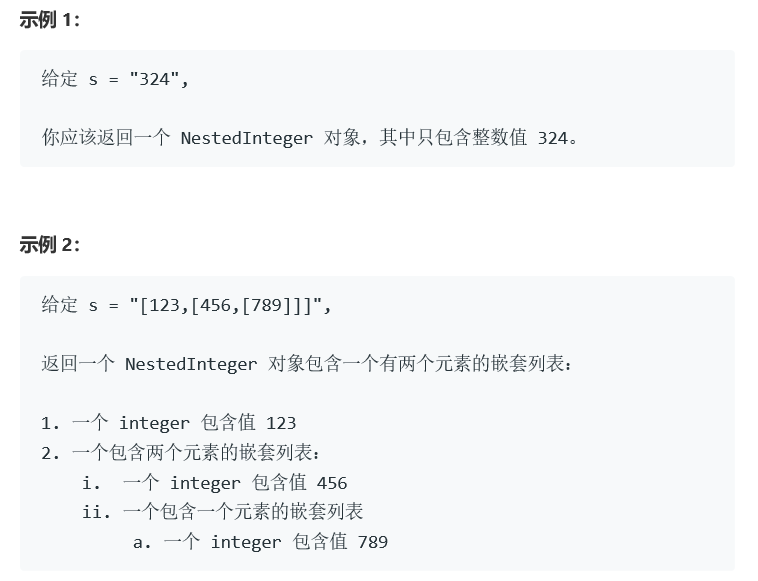 示例 1：
给定 s = "324",
你应该返回一个 NestedInteger 对象，其中只包含整数值 324。
示例 2：
给定 s = "[123,[456,[789]]]",
返回一个 NestedInteger 对象包含一个有两个元素的嵌套列表：
1. 一个 integer 包含值 123
2. 一个包含两个元素的嵌套列表：
i. 一个 integer 包含值 456
ii. 一个包含一个元素的嵌套列表
a. 一个 integer 包含值 789